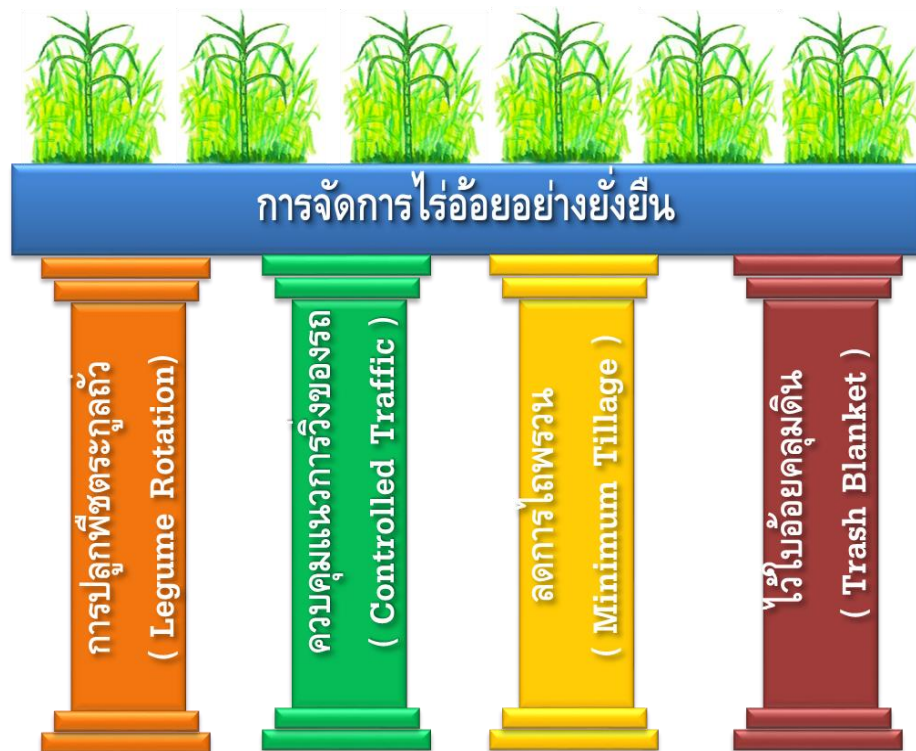 การจัดการไร่อ้อยอย่างยั่งยืน
การปลูกพืชตระกูลถั่ว
( Legume Rotation)
ควบคุมแนวการวิ่งของรถ
( Controlled Traffic )
ลดการไถพรวน
( Minimum Tillage )
ไว้ใบอ้อยคลุมดิน
( Trash Blanket )